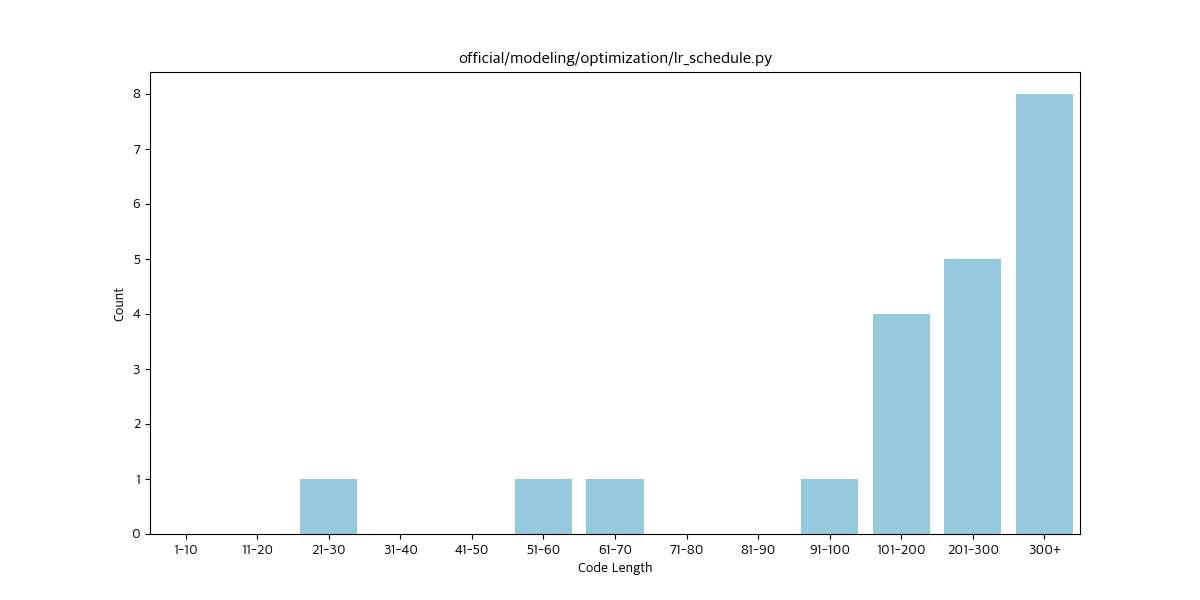 official/modeling/optimization/lr_schedule.py
8
7
6
5
4
3
2
1
0
Count
1-10 11-20 21-30 31-40 41-50 51-60 61-70 71-80 81-90 91-100 101-200 201-300 300+
Code Length